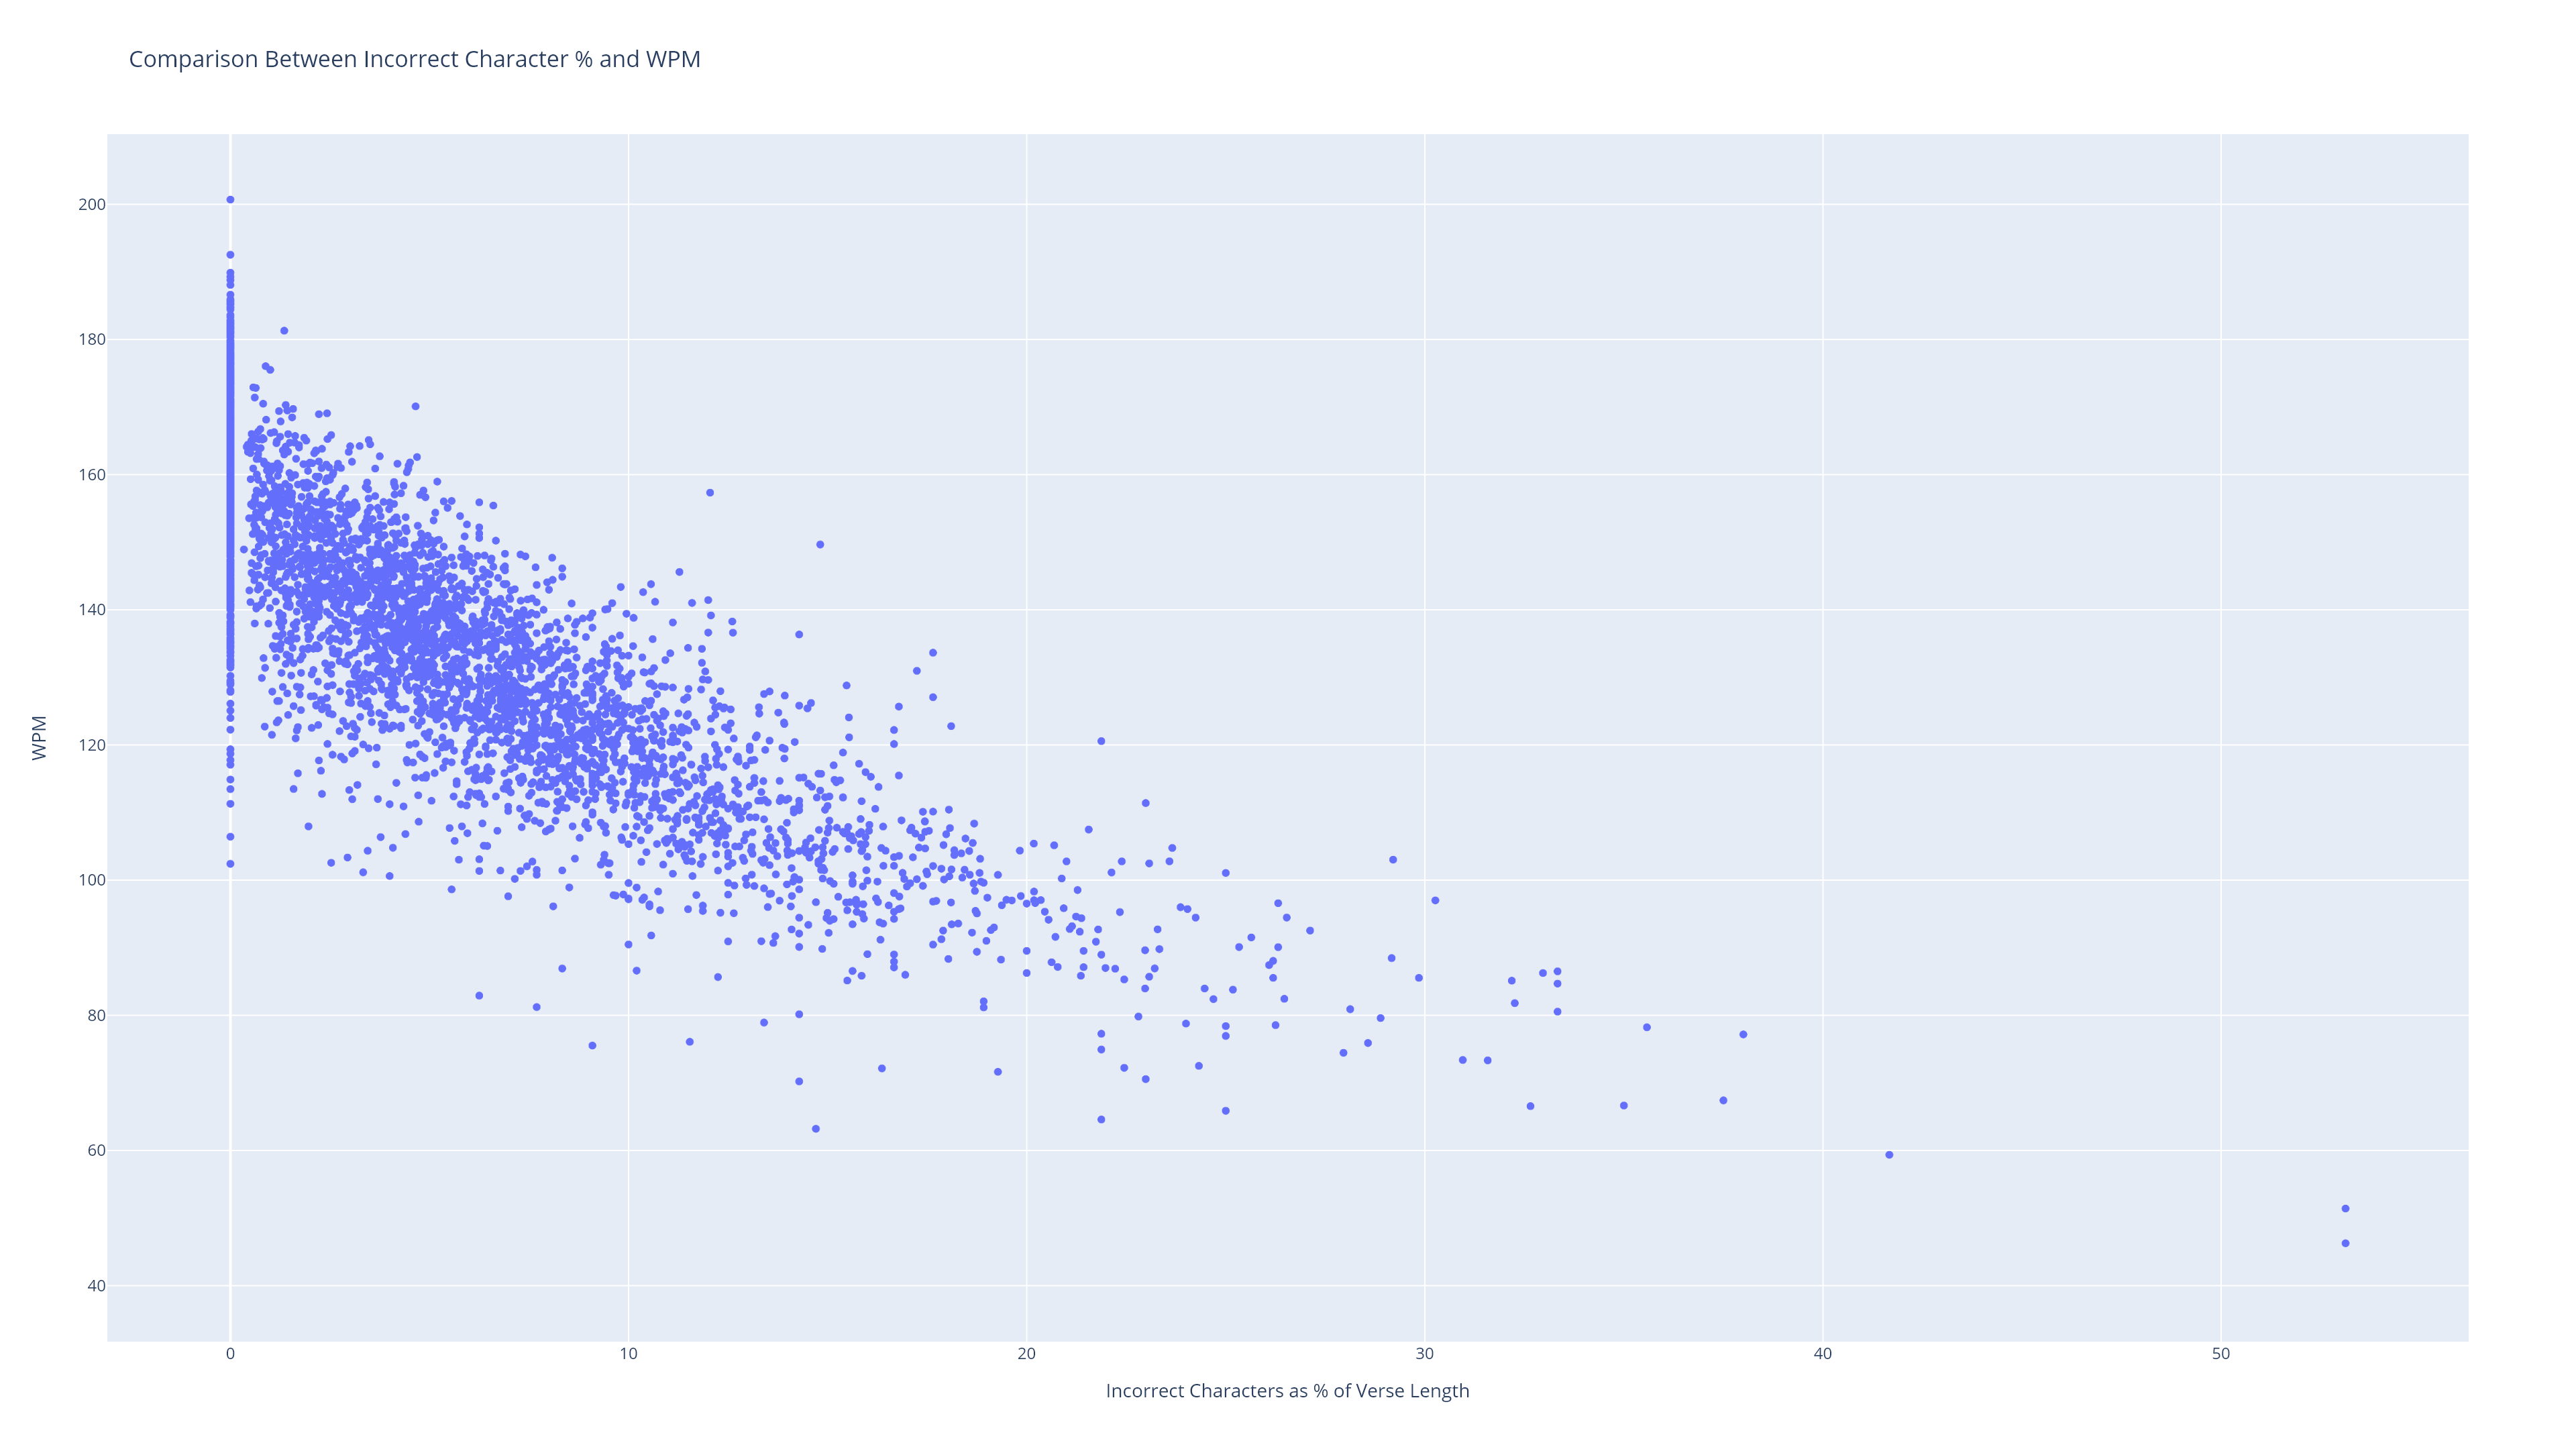 Comparison Between Incorrect Character % and WPM
200
180
160
140
120
100
80
60
40
WPM
0 10 20 30 40 50
Incorrect Characters as % of Verse Length